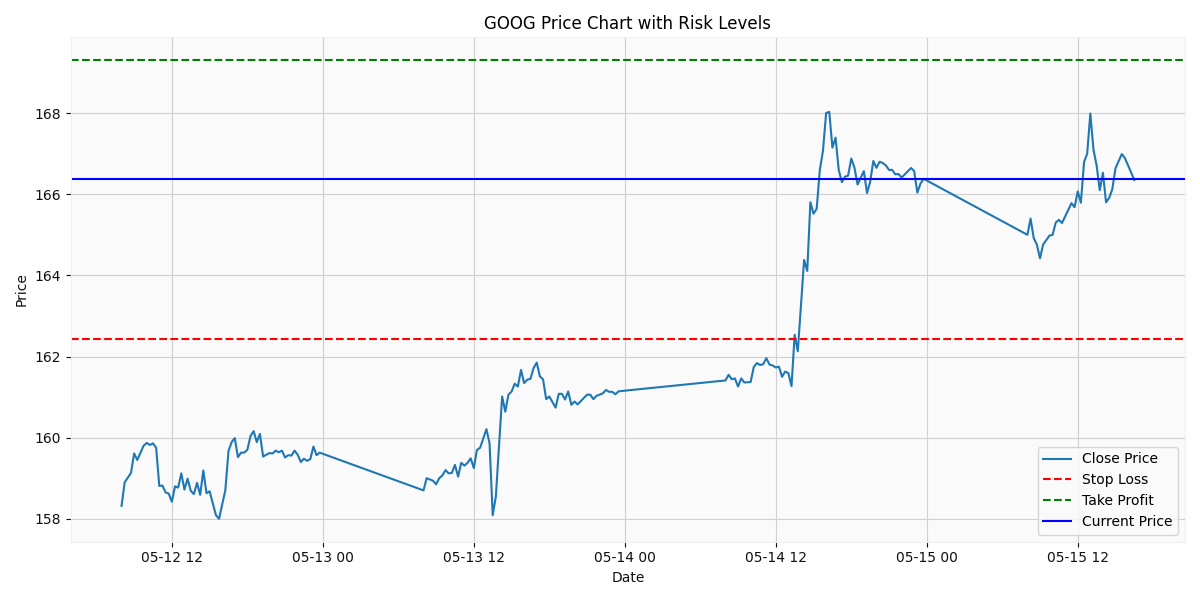 GOOG Price Chart with Risk Levels
Price
168
166
164
162
160
158
Close Price
Stop Loss
Take Profit
Current Price
05-12 12
05-13 00
05-13 12
05-14 00
05-14 12
05-15 00
05-15 12
Date